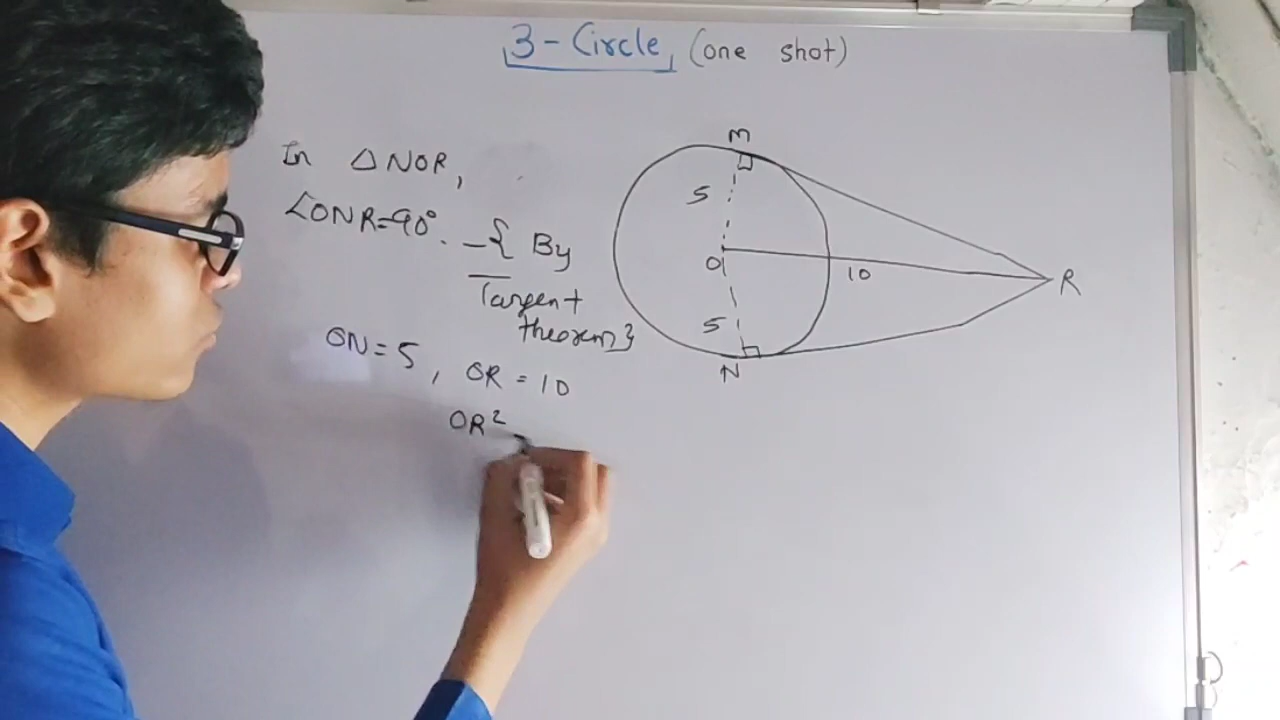 3-Circle (one shot)
In △NOR,
∠ONR=90°. -{ By
Tangent
theorem}
ON=5, OR = 10
OR²
M
5
O
10
R
5
N